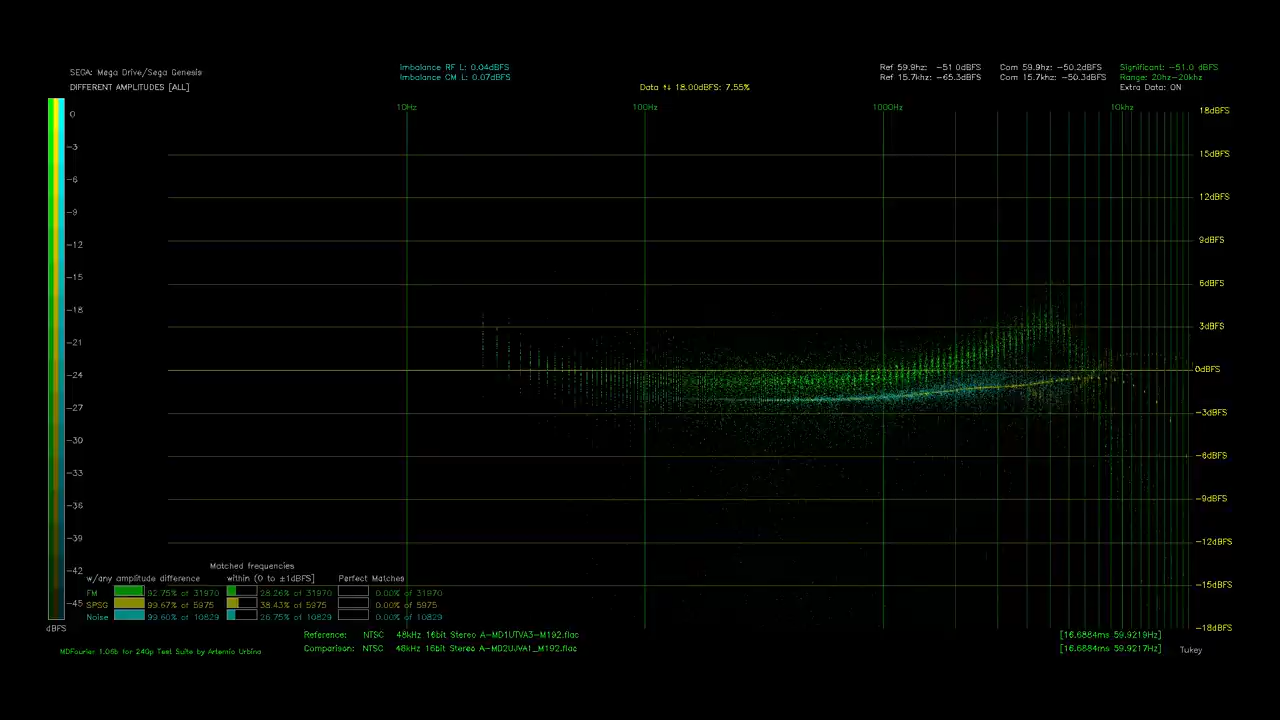 SEGA: Mega Drive/Sega Genesis
DIFFERENT AMPLITUDES [ALL]
Imbalance RF L: 0.04dBFS
Imbalance CM L: 0.07dBFS
Data ↑↓ 18.00dBFS: 7.55%
Ref 59.9hz: -51.0dBFS Com 59.9hz: -50.2dBFS Significant: -51.0 dBFS
Ref 15.7khz: -65.3dBFS Com 15.7khz: -50.3dBFS Range: 20hz-20khz
Extra Data: ON
10Hz 100Hz 1000Hz 10khz
18dBFS
15dBFS
12dBFS
9dBFS
6dBFS
3dBFS
0dBFS
-3dBFS
-6dBFS
-9dBFS
-12dBFS
-15dBFS
-18dBFS
0
-3
-6
-9
-12
-15
-18
-21
-24
-27
-30
-33
-36
-39
-42
-45
dBFS
Matched frequencies
w/any amplitude difference within (0 to ±1dBFS] Perfect Matches
FM 92.75% of 31970 28.26% of 31970 0.00% of 31970
SPSG 99.67% of 5975 38.43% of 5975 0.00% of 5975
Noise 99.60% of 10829 26.75% of 10829 0.00% of 10829
Reference: NTSC 48kHz 16bit Stereo A-MD1UTVA3-M192.flac [16.6884ms 59.9219Hz]
Comparison: NTSC 48kHz 16bit Stereo A-MD2UJVA1_M192.flac [16.6884ms 59.9217Hz]
MDFourier 1.06b for 240p Test Suite by Artemio Urbina
Tukey